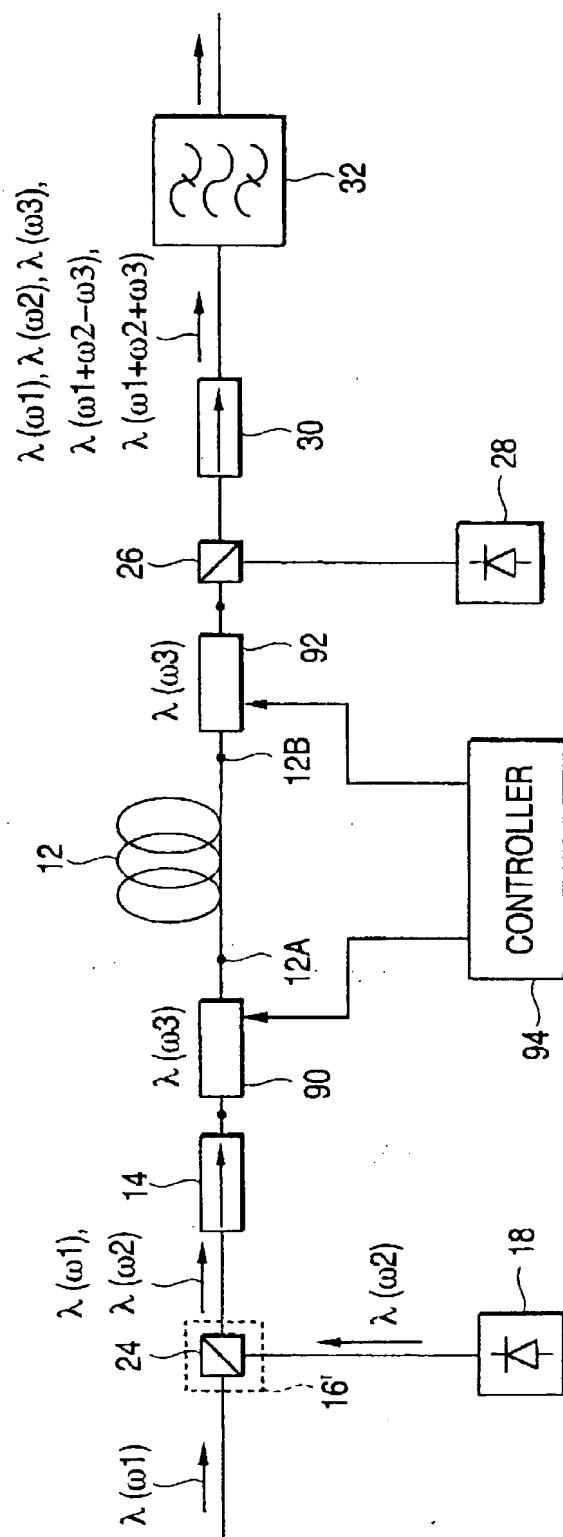 λ(ω1)
24
16'
λ(ω1),
λ(ω2)
λ(ω2)
18
14
λ(ω3)
90
12A
12
12B
CONTROLLER
94
λ(ω3)
92
26
28
30
λ(ω1), λ(ω2), λ(ω3),
λ(ω1+ω2−ω3),
λ(ω1+ω2+ω3)
32